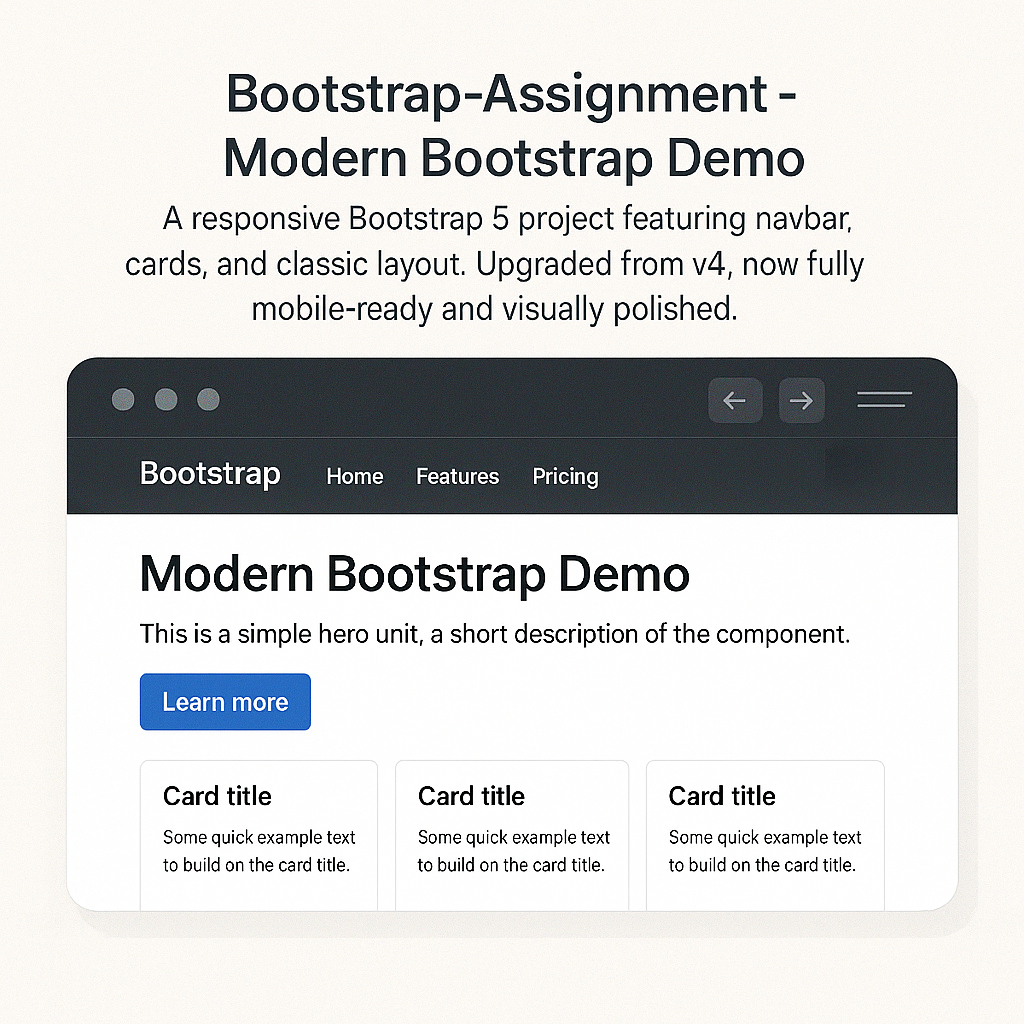 Bootstrap-Assignment -
Modern Bootstrap Demo
A responsive Bootstrap 5 project featuring navbar,
cards, and classic layout. Upgraded from v4, now fully
mobile-ready and visually polished.
Bootstrap Home Features Pricing
Modern Bootstrap Demo
This is a simple hero unit, a short description of the component.
Learn more
Card title
Some quick example text
to build on the card title.
Card title
Some quick example text
to build on the card title.
Card title
Some quick example text
to build on the card title.